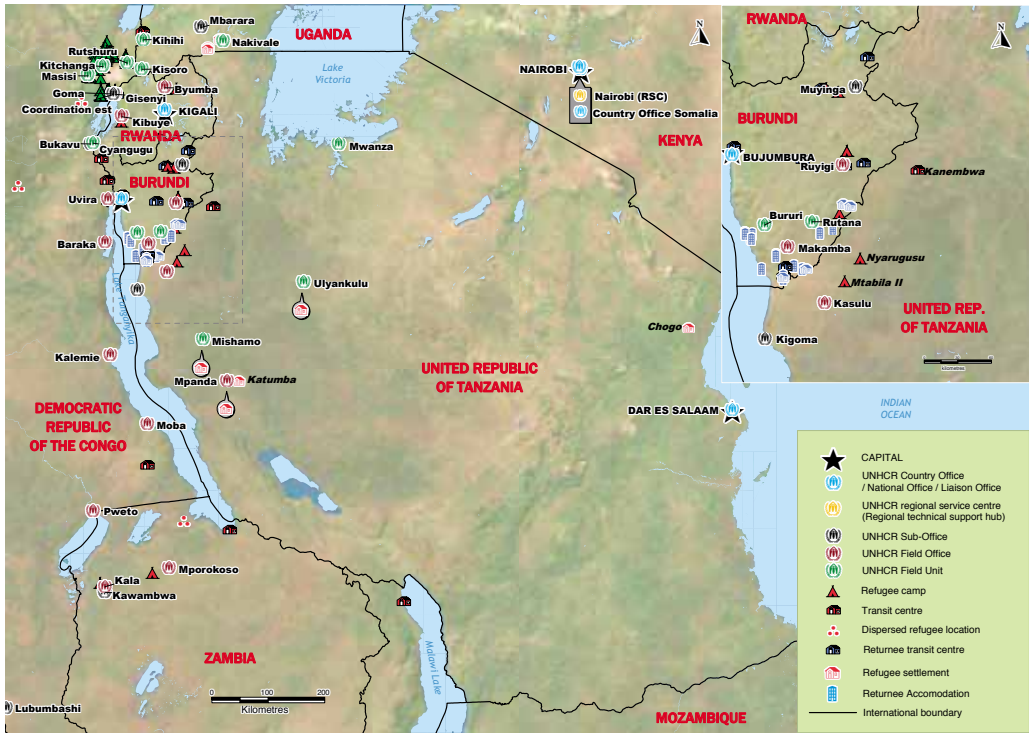 Mbarara
UGANDA
Kihihi
Nakivale
N
Rutshuru
Kitchanga
Masisi
Kisoro
Byumba
Goma
Gisenyi
Coordination est
KIGALI
Kibuye
RWANDA
Bukavu
Cyangugu
BURUNDI
Uvira
Baraka
Lake
Victoria
Mwanza
NAIROBI
Nairobi (RSC)
Country Office Somalia
KENYA
Lake Tanganyika
Ulyankulu
Mishamo
Kalemie
Mpanda
Katumba
UNITED REPUBLIC
OF TANZANIA
Chogo
DAR ES SALAAM
DEMOCRATIC
REPUBLIC
OF THE CONGO
Moba
Pweto
Mporokoso
Kala
Kawambwa
ZAMBIA
Malawi Lake
0 100 200
Kilometres
Lubumbashi
MOZAMBIQUE
INDIAN
OCEAN
RWANDA
N
Muyinga
BURUNDI
BUJUMBURA
Ruyigi
Kanembwa
Bururi
Rutana
Makamba
Nyarugusu
Mtabila II
Kasulu
UNITED REP.
OF TANZANIA
Kigoma
kilometres
CAPITAL
UNHCR Country Office
/ National Office / Liaison Office
UNHCR regional service centre
(Regional technical support hub)
UNHCR Sub-Office
UNHCR Field Office
UNHCR Field Unit
Refugee camp
Transit centre
Dispersed refugee location
Returnee transit centre
Refugee settlement
Returnee Accomodation
International boundary